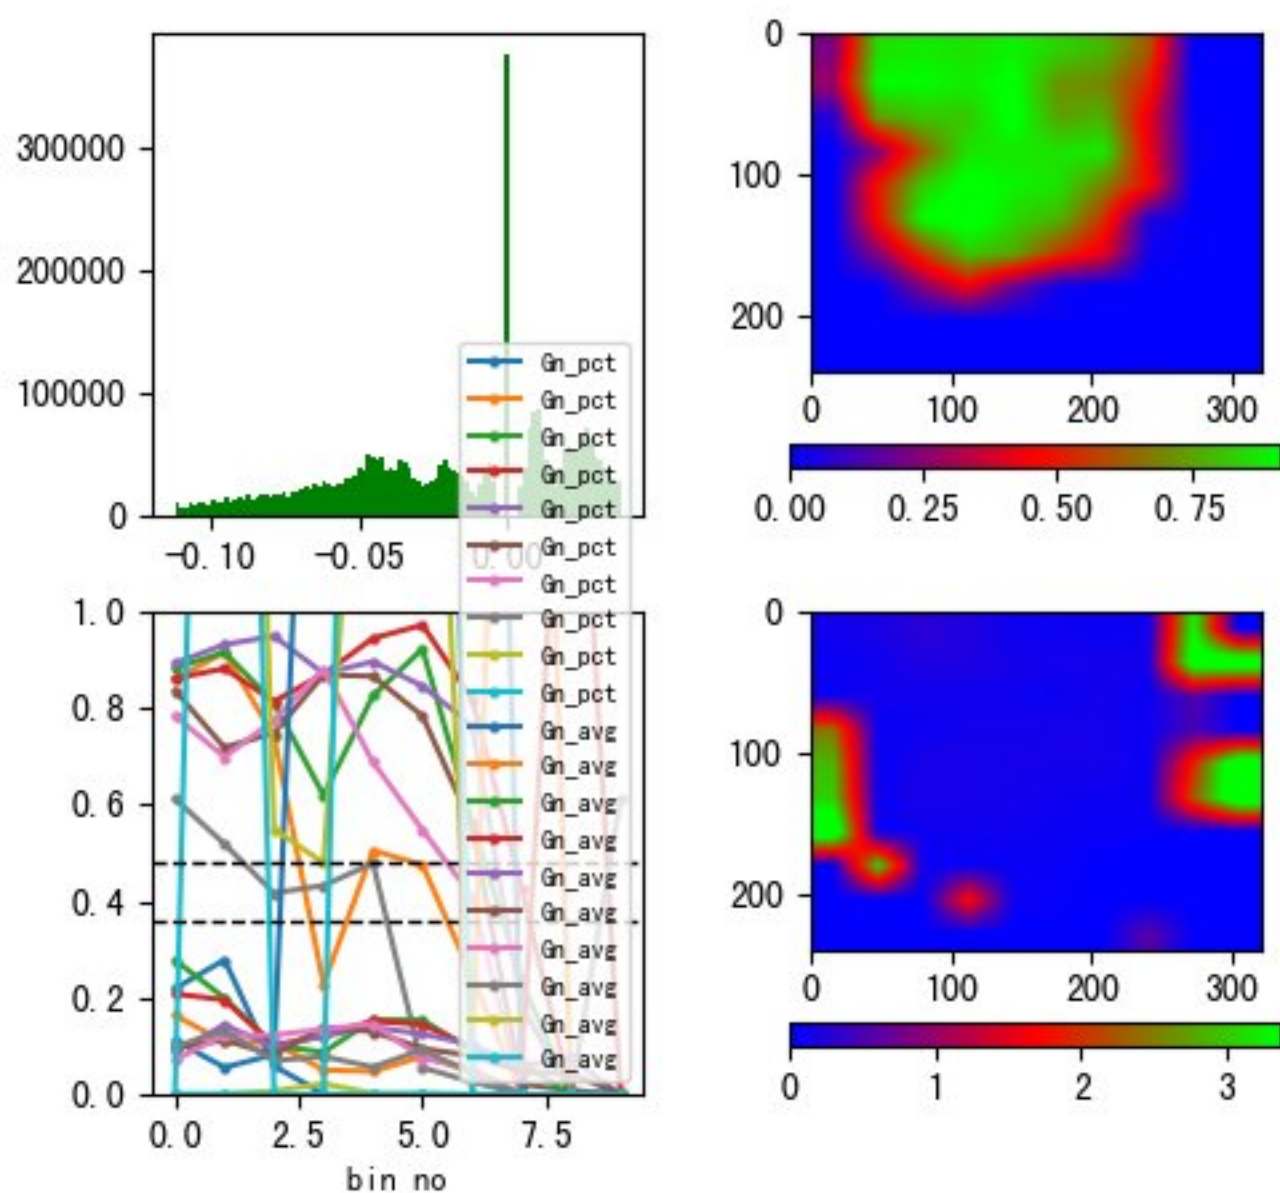 300000
200000
100000
0
-0.10 -0.05 0.00
0
100
200
0 100 200 300
0.00 0.25 0.50 0.75
Gn_pct
Gn_pct
Gn_pct
Gn_pct
Gn_pct
Gn_pct
Gn_pct
Gn_pct
Gn_pct
Gn_pct
Gn_avg
Gn_avg
Gn_avg
Gn_avg
Gn_avg
Gn_avg
Gn_avg
Gn_avg
Gn_avg
Gn_avg
1.0
0.8
0.6
0.4
0.2
0.0
0.0 2.5 5.0 7.5
bin no
0
100
200
0 100 200 300
0 1 2 3